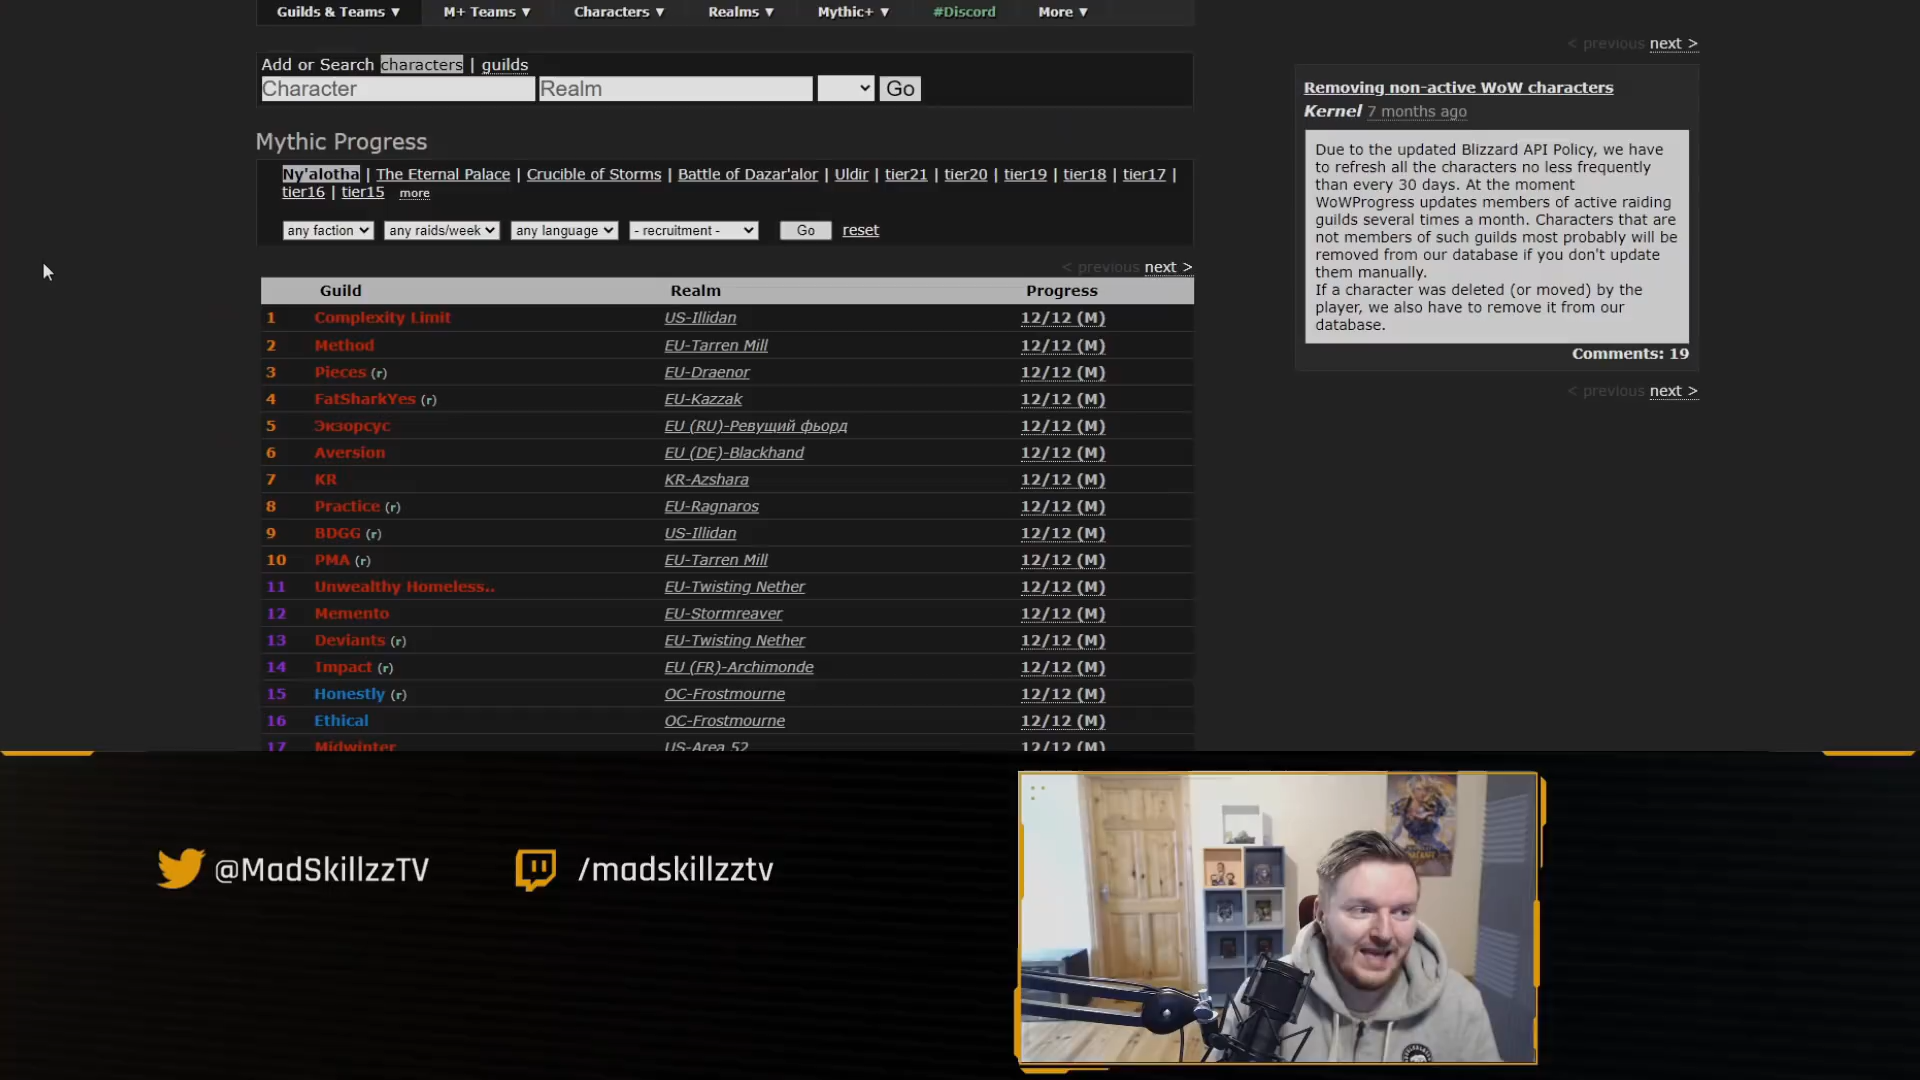 Guilds & Teams ▼ M+ Teams ▼ Characters ▼ Realms ▼ Mythic+ ▼ #Discord More ▼
Add or Search characters | guilds
Character Realm Go
Mythic Progress
Ny'alotha | The Eternal Palace | Crucible of Storms | Battle of Dazar'alor | Uldir | tier21 | tier20 | tier19 | tier18 | tier17 |
tier16 | tier15 more
any faction any raids/week any language - recruitment - Go reset
< previous next >
Guild Realm Progress
1 Complexity Limit US-Illidan 12/12 (M)
2 Method EU-Tarren Mill 12/12 (M)
3 Pieces (r) EU-Draenor 12/12 (M)
4 FatSharkYes (r) EU-Kazzak 12/12 (M)
5 Экзорсус EU (RU)-Ревущий фьорд 12/12 (M)
6 Aversion EU (DE)-Blackhand 12/12 (M)
7 KR KR-Azshara 12/12 (M)
8 Practice (r) EU-Ragnaros 12/12 (M)
9 BDGG (r) US-Illidan 12/12 (M)
10 PMA (r) EU-Tarren Mill 12/12 (M)
11 Unwealthy Homeless.. EU-Twisting Nether 12/12 (M)
12 Memento EU-Stormreaver 12/12 (M)
13 Deviants (r) EU-Twisting Nether 12/12 (M)
14 Impact (r) EU (FR)-Archimonde 12/12 (M)
15 Honestly (r) OC-Frostmourne 12/12 (M)
16 Ethical OC-Frostmourne 12/12 (M)
17 Midwinter US-Area 52 12/12 (M)
< previous next >
Removing non-active WoW characters
Kernel 7 months ago
Due to the updated Blizzard API Policy, we have
to refresh all the characters no less frequently
than every 30 days. At the moment
WoWProgress updates members of active raiding
guilds several times a month. Characters that are
not members of such guilds most probably will be
removed from our database if you don't update
them manually.
If a character was deleted (or moved) by the
player, we also have to remove it from our
database.
Comments: 19
< previous next >
@MadSkillzzTV /madskillzztv